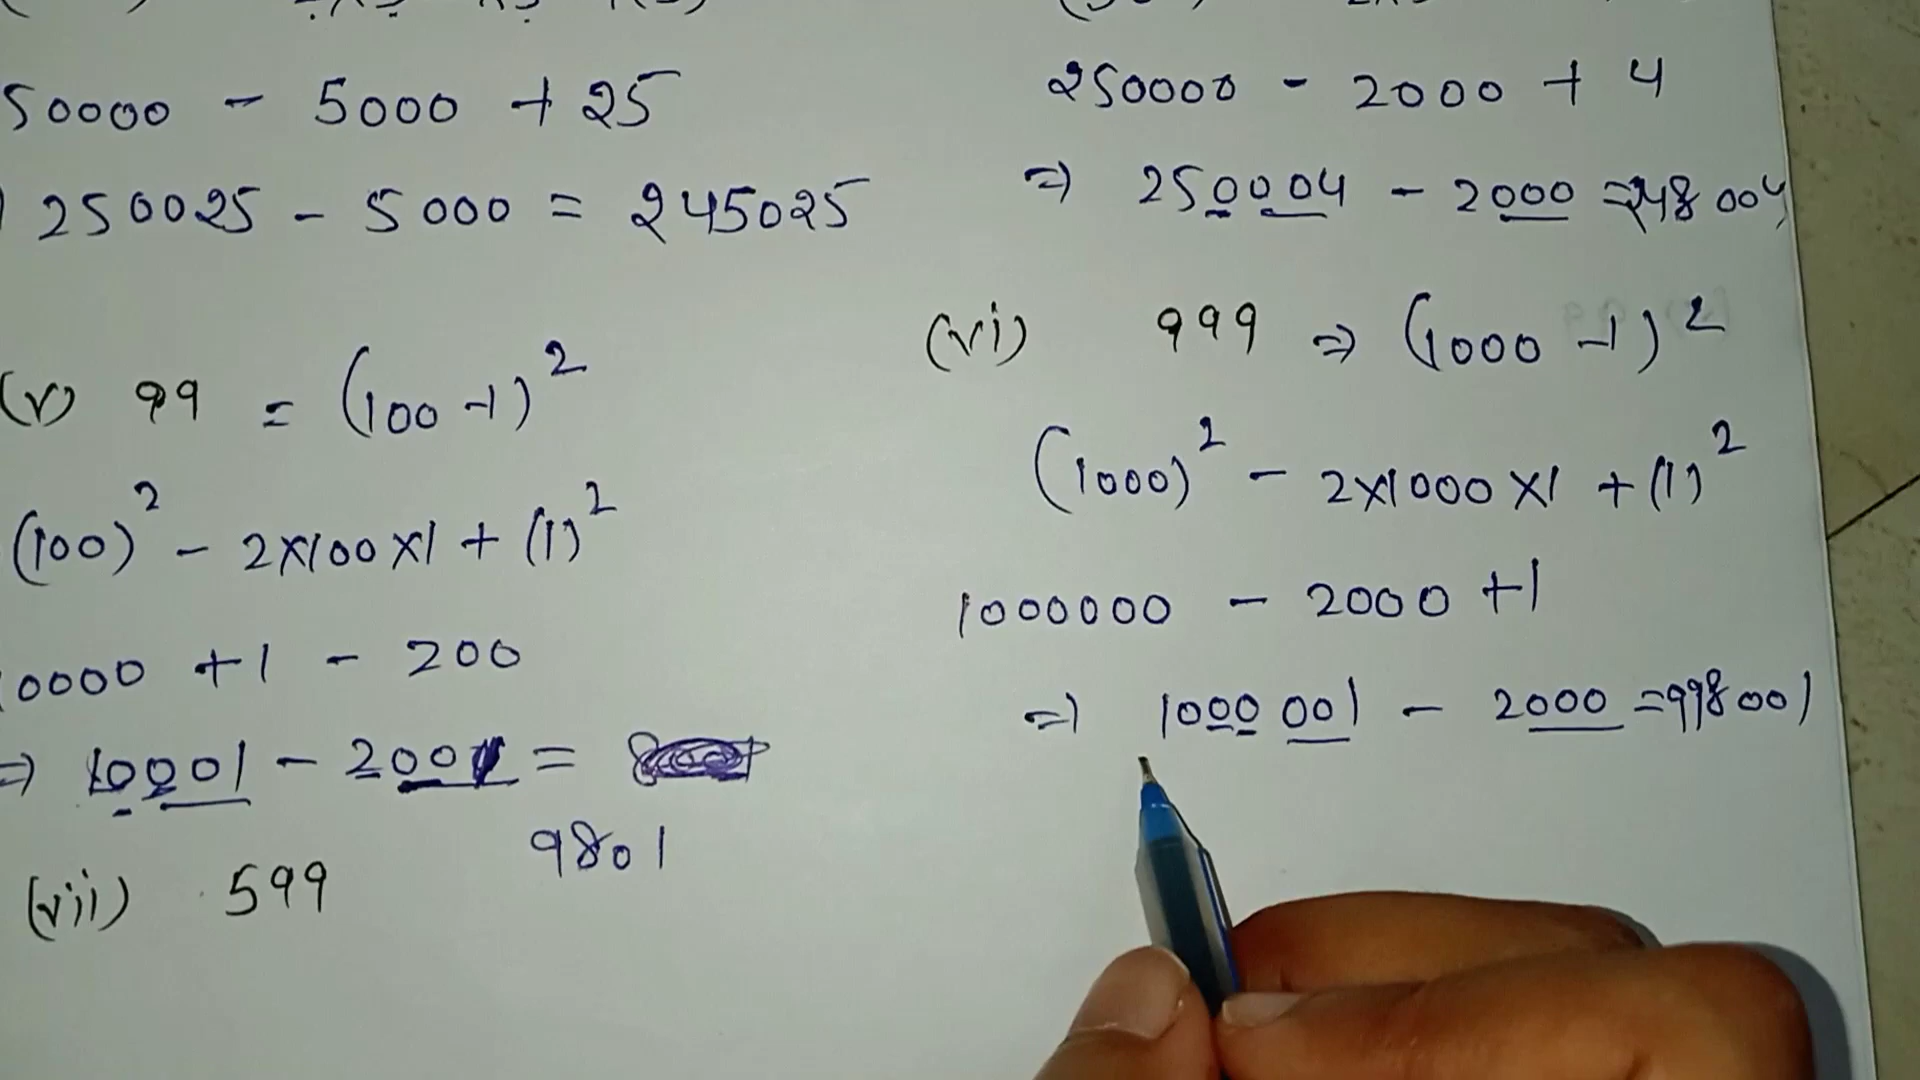 50000 - 5000 + 25
250025 - 5000 = 245025
(v) 99 = (100 -1)²
(100)² - 2×100×1 + (1)²
0000 +1 - 200
=> 10001 - 200 =
9801
(vii) 599
250000 - 2000 + 4
=> 250004 - 2000 = 248004
(vi) 999 => (1000 -1)²
(1000)² - 2×1000×1 + (1)²
1000000 - 2000 +1
=> 1000001 - 2000 = 998001